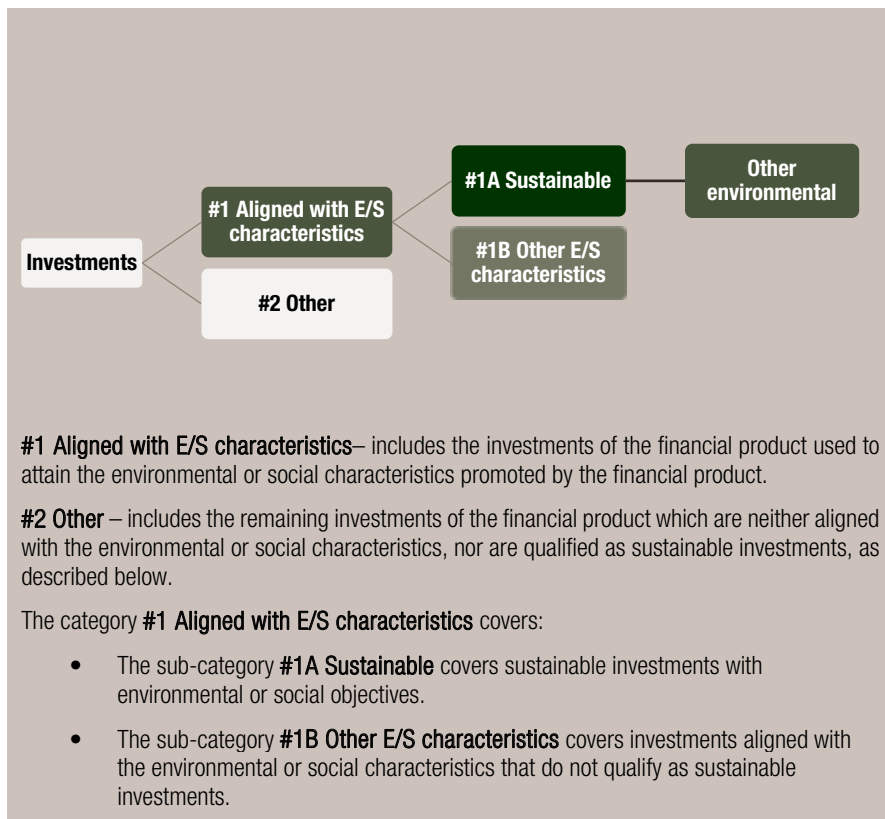 #1A Sustainable
Other
environmental
#1 Aligned with E/S
characteristics
#1B Other E/S
characteristics
Investments
#2 Other
#1 Aligned with E/S characteristics– includes the investments of the financial product used to
attain the environmental or social characteristics promoted by the financial product.
#2 Other – includes the remaining investments of the financial product which are neither aligned
with the environmental or social characteristics, nor are qualified as sustainable investments, as
described below.
The category #1 Aligned with E/S characteristics covers:
• The sub-category #1A Sustainable covers sustainable investments with
environmental or social objectives.
• The sub-category #1B Other E/S characteristics covers investments aligned with
the environmental or social characteristics that do not qualify as sustainable
investments.